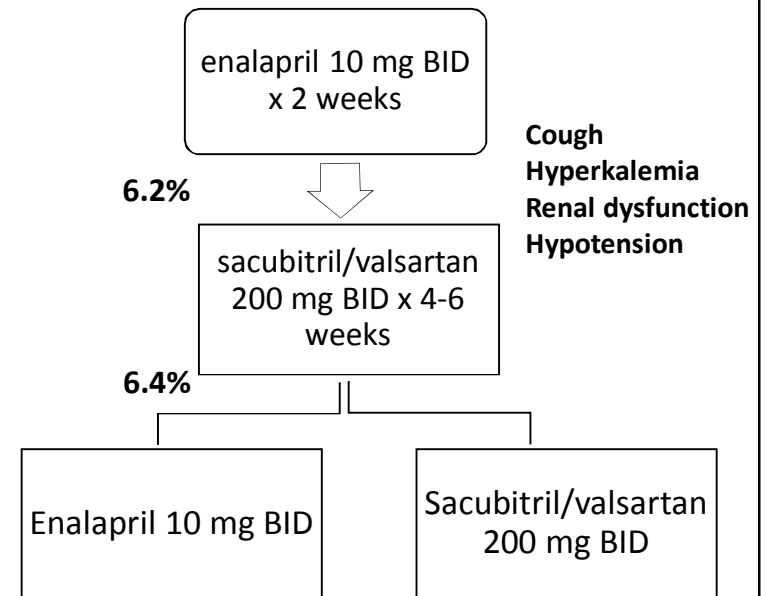 enalapril 10 mg BID
x 2 weeks
Cough
Hyperkalemia
Renal dysfunction
Hypotension
6.2%
sacubitril/valsartan
200 mg BID x 4-6
weeks
6.4%
Enalapril 10 mg BID
Sacubitril/valsartan
200 mg BID